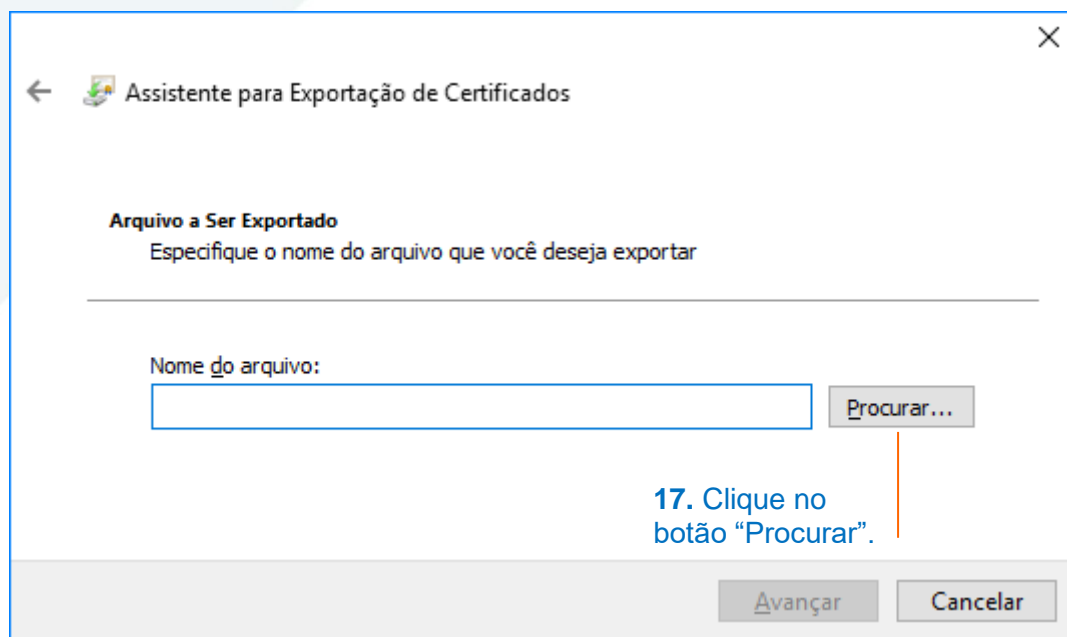 Assistente para Exportação de Certificados
Arquivo a Ser Exportado
Especifique o nome do arquivo que você deseja exportar
Nome do arquivo:
Procurar...
17. Clique no
botão “Procurar”.
Avançar
Cancelar